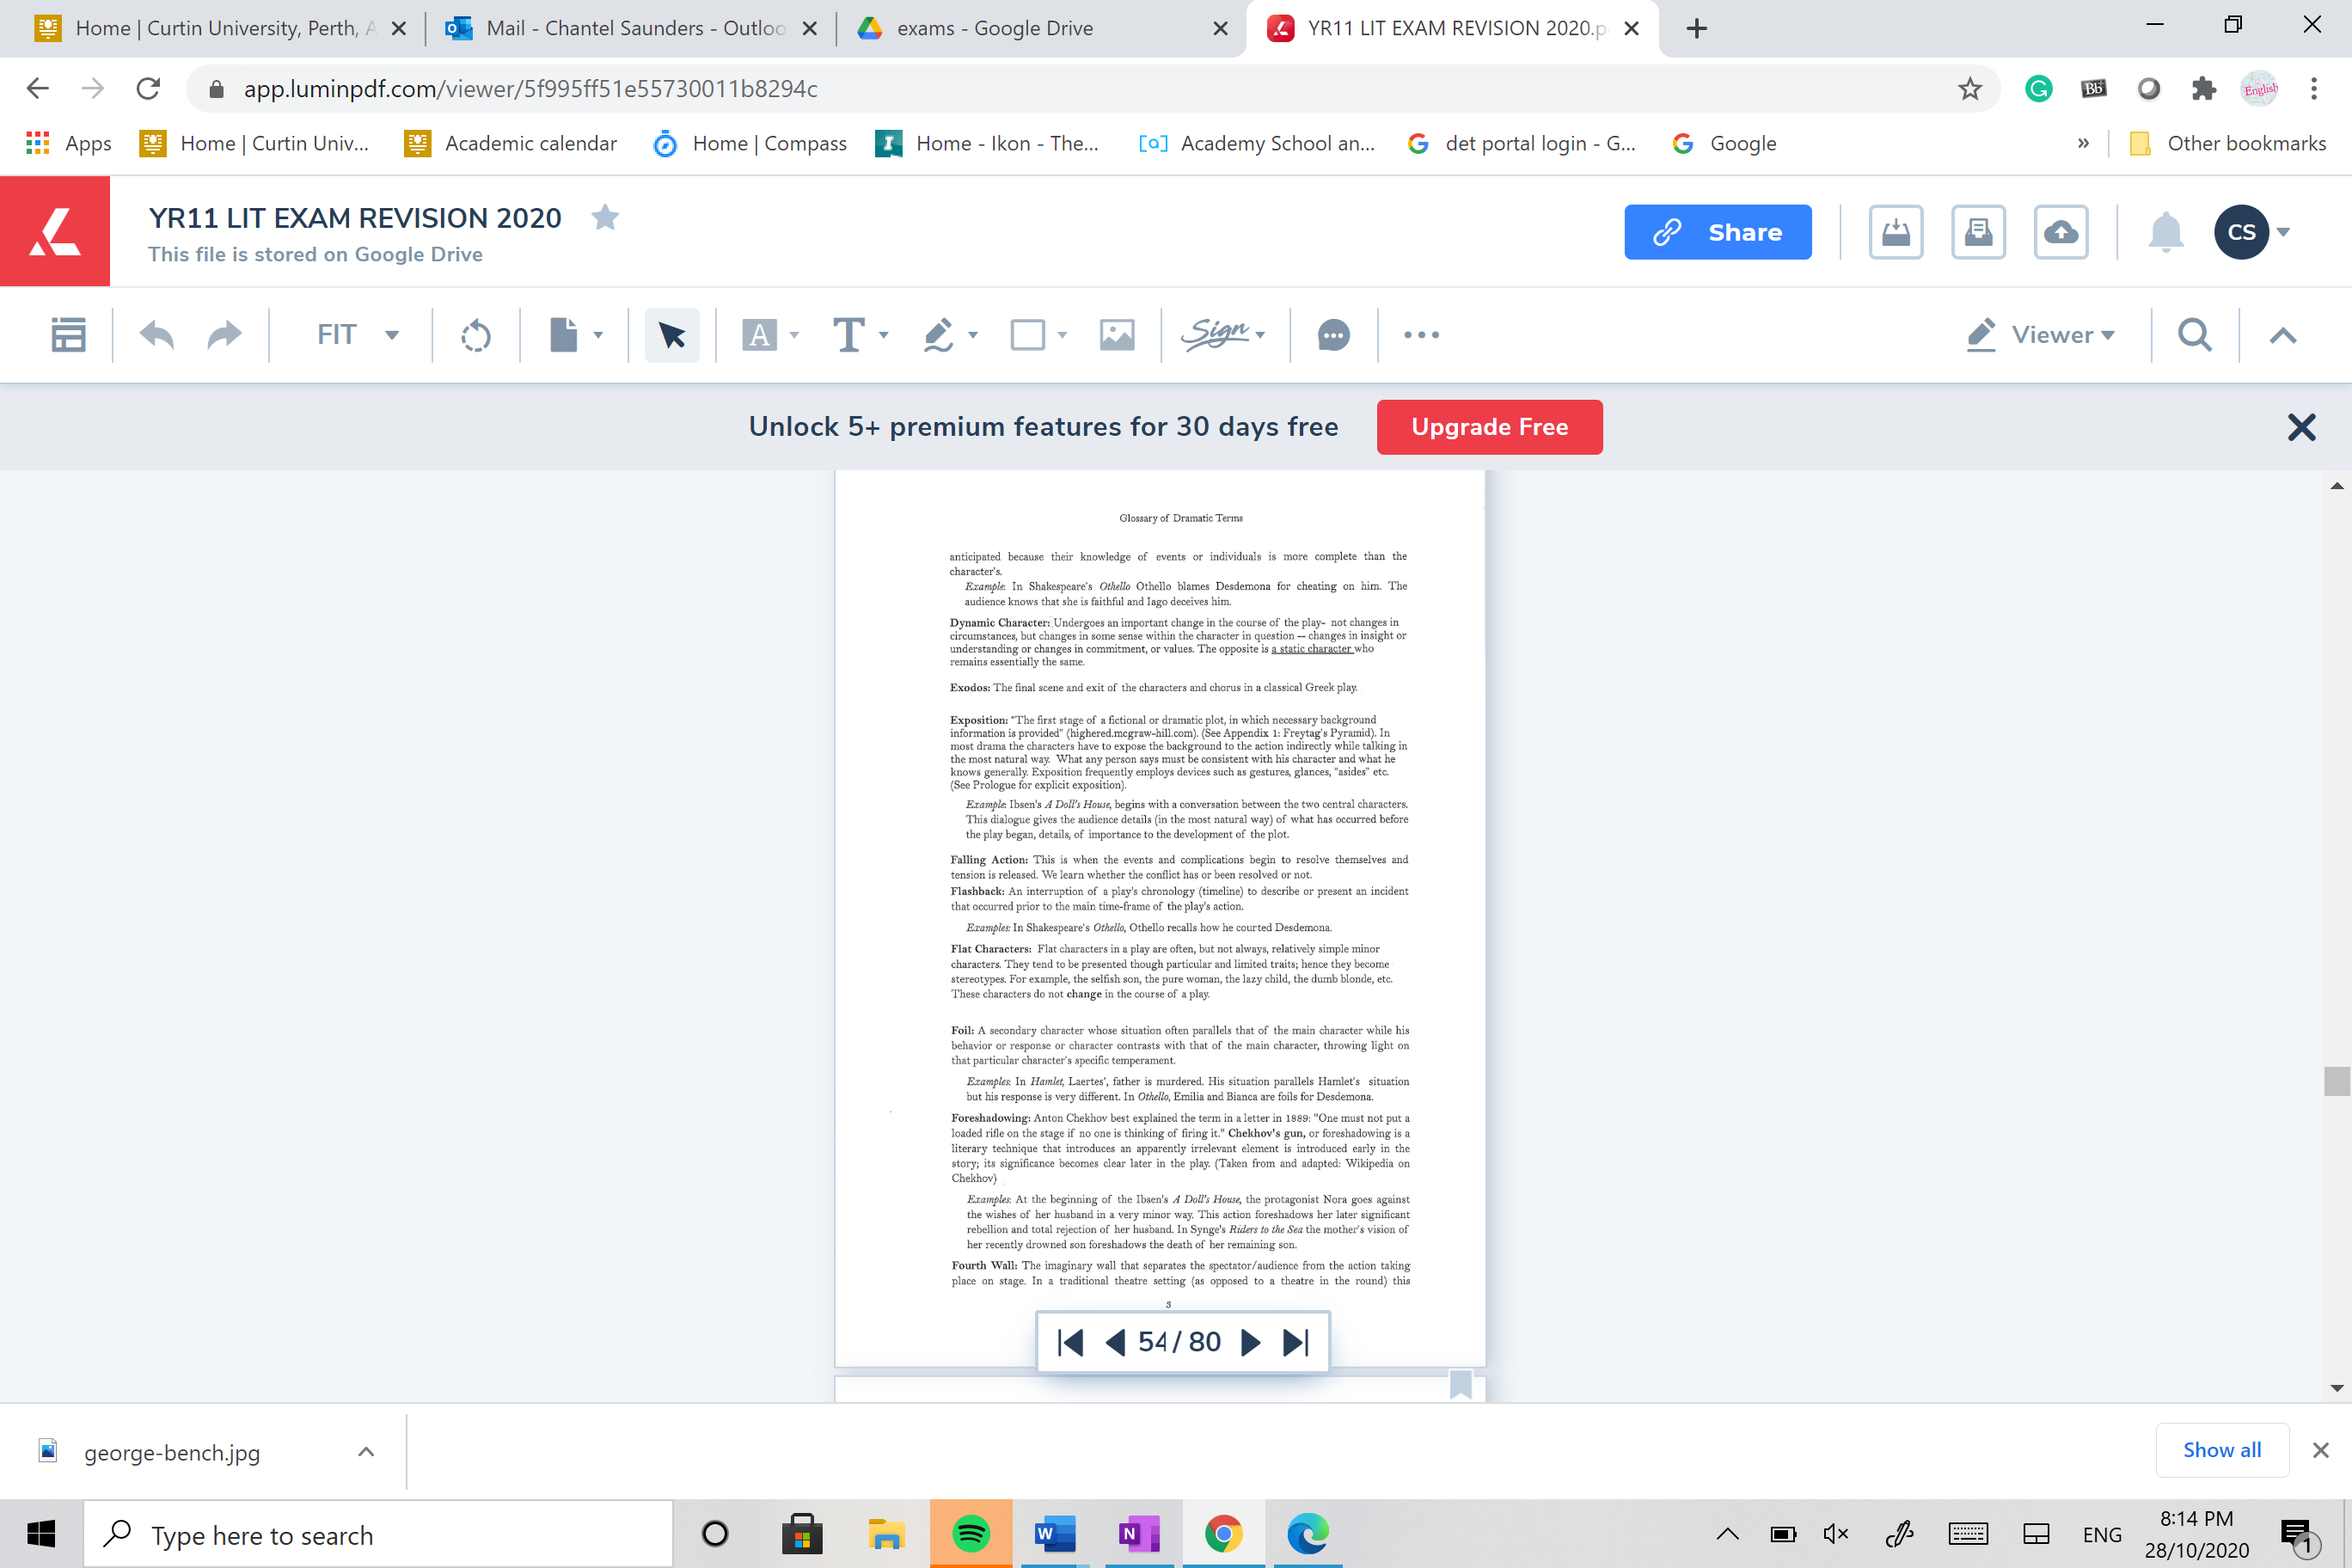 Home | Curtin University, Perth, A
Mail - Chantel Saunders - Outloo
exams - Google Drive
YR11 LIT EXAM REVISION 2020.p
app.luminpdf.com/viewer/5f995ff51e55730011b8294c
Apps
Home | Curtin Univ...
Academic calendar
Home | Compass
Home - Ikon - The...
Academy School an...
det portal login - G...
Google
»
Other bookmarks
YR11 LIT EXAM REVISION 2020
This file is stored on Google Drive
Share
CS
FIT
Sign
Viewer
Unlock 5+ premium features for 30 days free
Upgrade Free
Glossary of Dramatic Terms
anticipated because their knowledge of events or individuals is more complete than the
character's.
Example: In Shakespeare's Othello Othello blames Desdemona for cheating on him. The
audience knows that she is faithful and Iago deceives him.
Dynamic Character: Undergoes an important change in the course of the play- not changes in
circumstances, but changes in some sense within the character in question — changes in insight or
understanding or changes in commitment, or values. The opposite is a static character who
remains essentially the same.
Exodos: The final scene and exit of the characters and chorus in a classical Greek play.
Exposition: "The first stage of a fictional or dramatic plot, in which necessary background
information is provided" (highered.mcgraw-hill.com). (See Appendix 1: Freytag's Pyramid). In
most drama the characters have to expose the background to the action indirectly while talking in
the most natural way. What any person says must be consistent with his character and what he
knows generally. Exposition frequently employs devices such as gestures, glances, "asides" etc.
(See Prologue for explicit exposition).
Example: Ibsen's A Doll's House, begins with a conversation between the two central characters.
This dialogue gives the audience details (in the most natural way) of what has occurred before
the play began, details, of importance to the development of the plot.
Falling Action: This is when the events and complications begin to resolve themselves and
tension is released. We learn whether the conflict has or been resolved or not.
Flashback: An interruption of a play's chronology (timeline) to describe or present an incident
that occurred prior to the main time-frame of the play's action.
Examples: In Shakespeare's Othello, Othello recalls how he courted Desdemona.
Flat Characters: Flat characters in a play are often, but not always, relatively simple minor
characters. They tend to be presented though particular and limited traits; hence they become
stereotypes. For example, the selfish son, the pure woman, the lazy child, the dumb blonde, etc.
These characters do not change in the course of a play.
Foil: A secondary character whose situation often parallels that of the main character while his
behavior or response or character contrasts with that of the main character, throwing light on
that particular character's specific temperament.
Examples: In Hamlet, Laertes', father is murdered. His situation parallels Hamlet's situation
but his response is very different. In Othello, Emilia and Bianca are foils for Desdemona.
Foreshadowing: Anton Chekhov best explained the term in a letter in 1889: "One must not put a
loaded rifle on the stage if no one is thinking of firing it." Chekhov's gun, or foreshadowing is a
literary technique that introduces an apparently irrelevant element is introduced early in the
story; its significance becomes clear later in the play. (Taken from and adapted: Wikipedia on
Chekhov)
Examples: At the beginning of the Ibsen's A Doll's House, the protagonist Nora goes against
the wishes of her husband in a very minor way. This action foreshadows her later significant
rebellion and total rejection of her husband. In Synge's Riders to the Sea the mother's vision of
her recently drowned son foreshadows the death of her remaining son.
Fourth Wall: The imaginary wall that separates the spectator/audience from the action taking
place on stage. In a traditional theatre setting (as opposed to a theatre in the round) this
3
54 / 80
george-bench.jpg
Show all
Type here to search
ENG
8:14 PM
28/10/2020
1